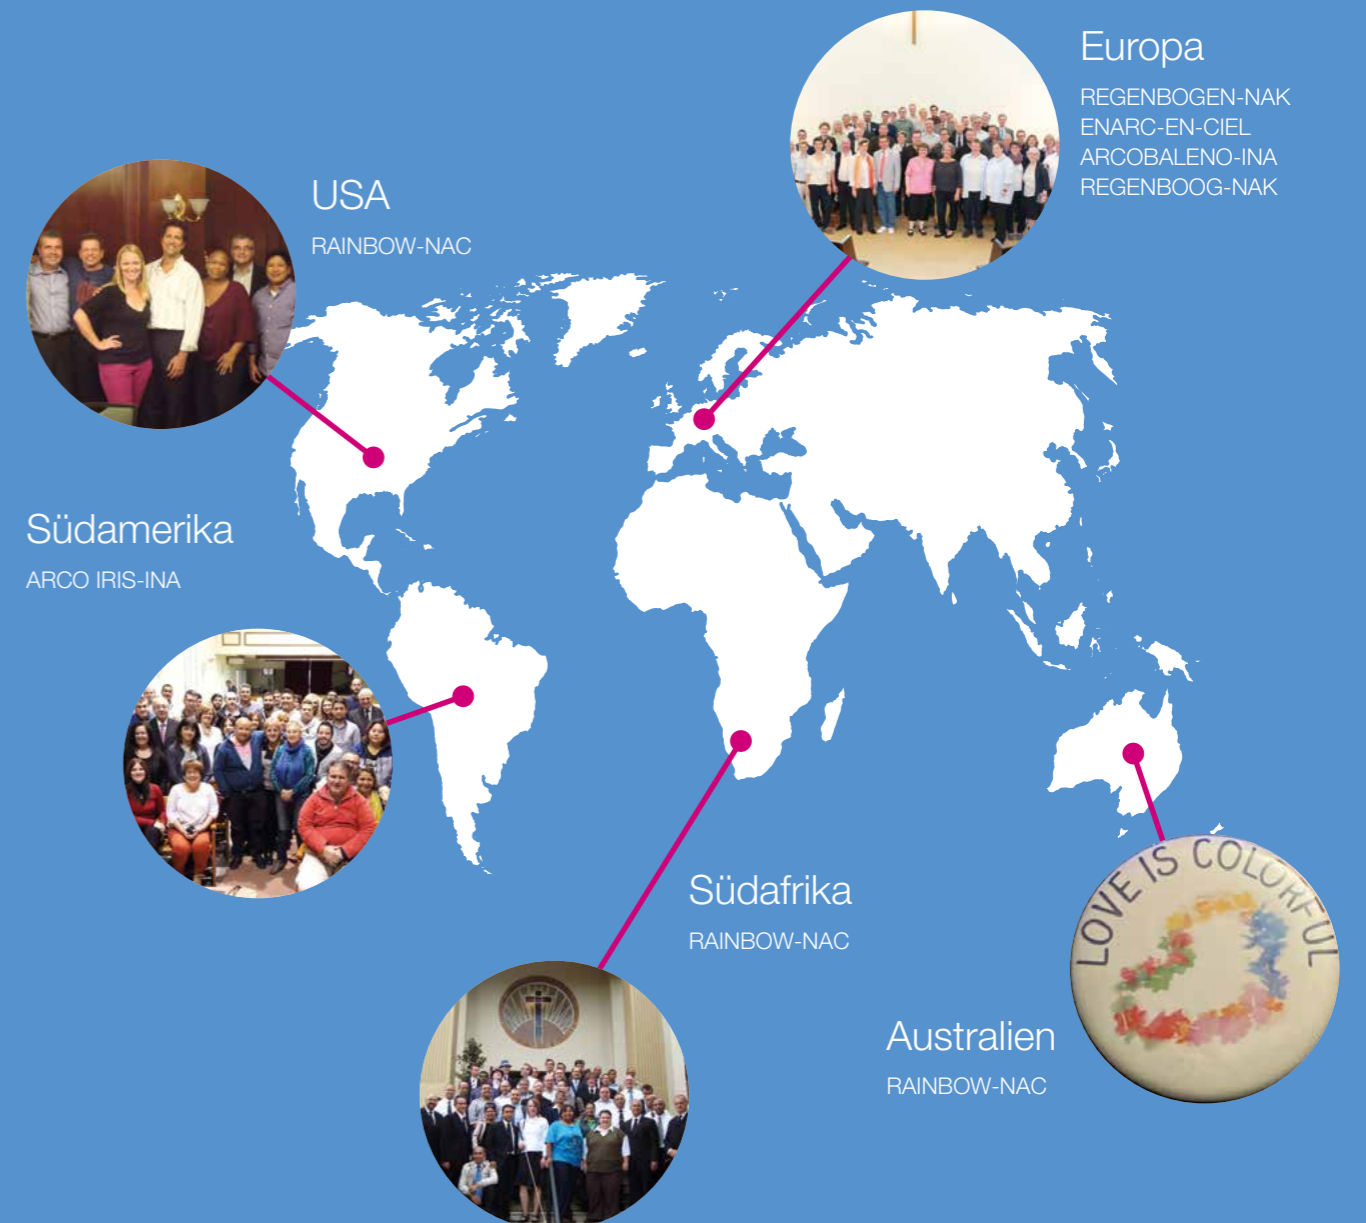 Europa
REGENBOGEN-NAK
ENARC-EN-CIEL
ARCOBALENO-INA
REGENBOOG-NAK
USA
RAINBOW-NAC
Südamerika
ARCO IRIS-INA
Südafrika
RAINBOW-NAC
LOVE IS COLORFUL
Australien
RAINBOW-NAC